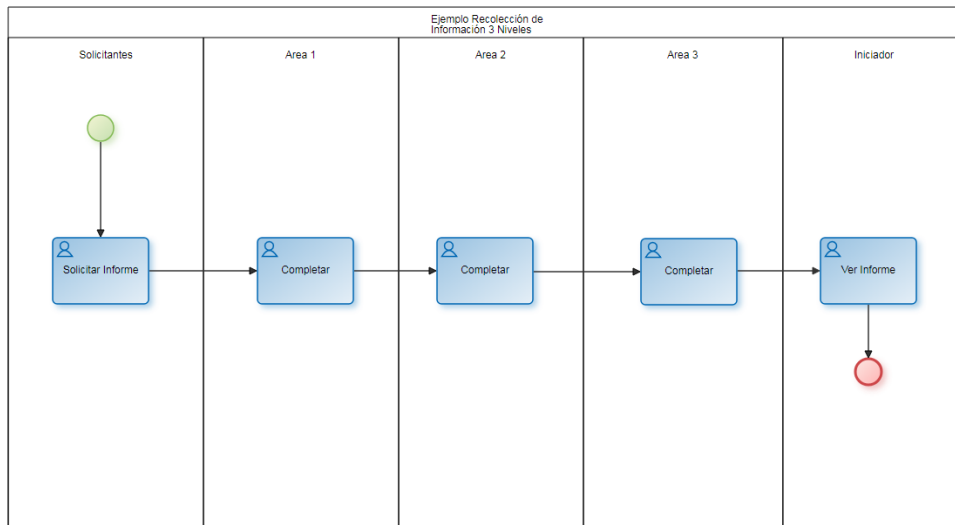 Ejemplo Recolección de
Información 3 Niveles
Solicitantes
Area 1
Area 2
Area 3
Iniciador
Solicitar Informe
Completar
Completar
Completar
Ver Informe